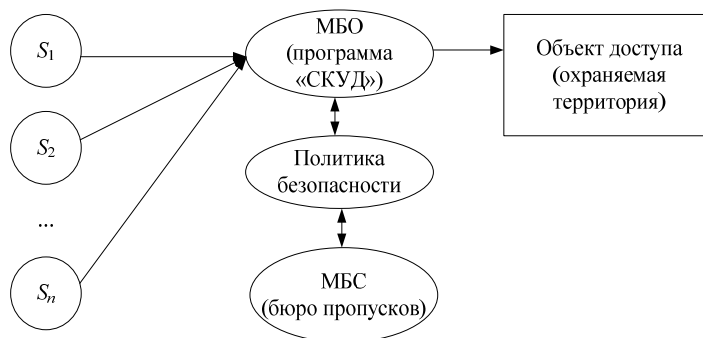 S1
S2
...
Sn
МБО
(программа
«СКУД»)
Политика
безопасности
МБС
(бюро пропусков)
Объект доступа
(охраняемая
территория)